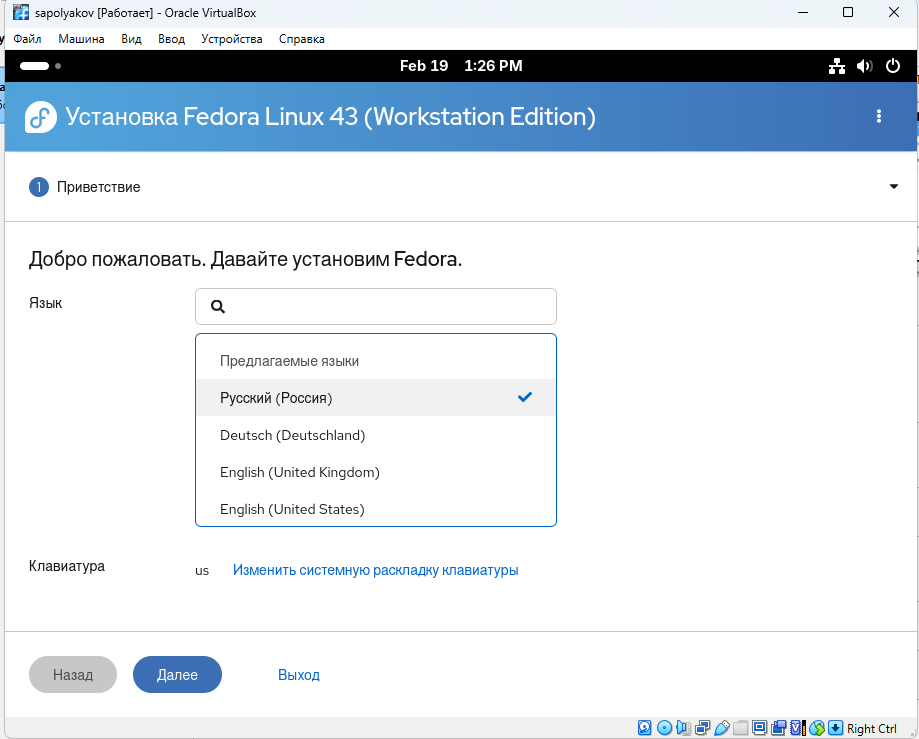 sapolyakov [Работает] - Oracle VirtualBox
Файл Машина Вид Ввод Устройства Справка
Feb 19 1:26 PM
Установка Fedora Linux 43 (Workstation Edition)
1 Приветствие
Добро пожаловать. Давайте установим Fedora.
Язык
Предлагаемые языки
Русский (Россия)
Deutsch (Deutschland)
English (United Kingdom)
English (United States)
Клавиатура us Изменить системную раскладку клавиатуры
Назад Далее Выход
Right Ctrl